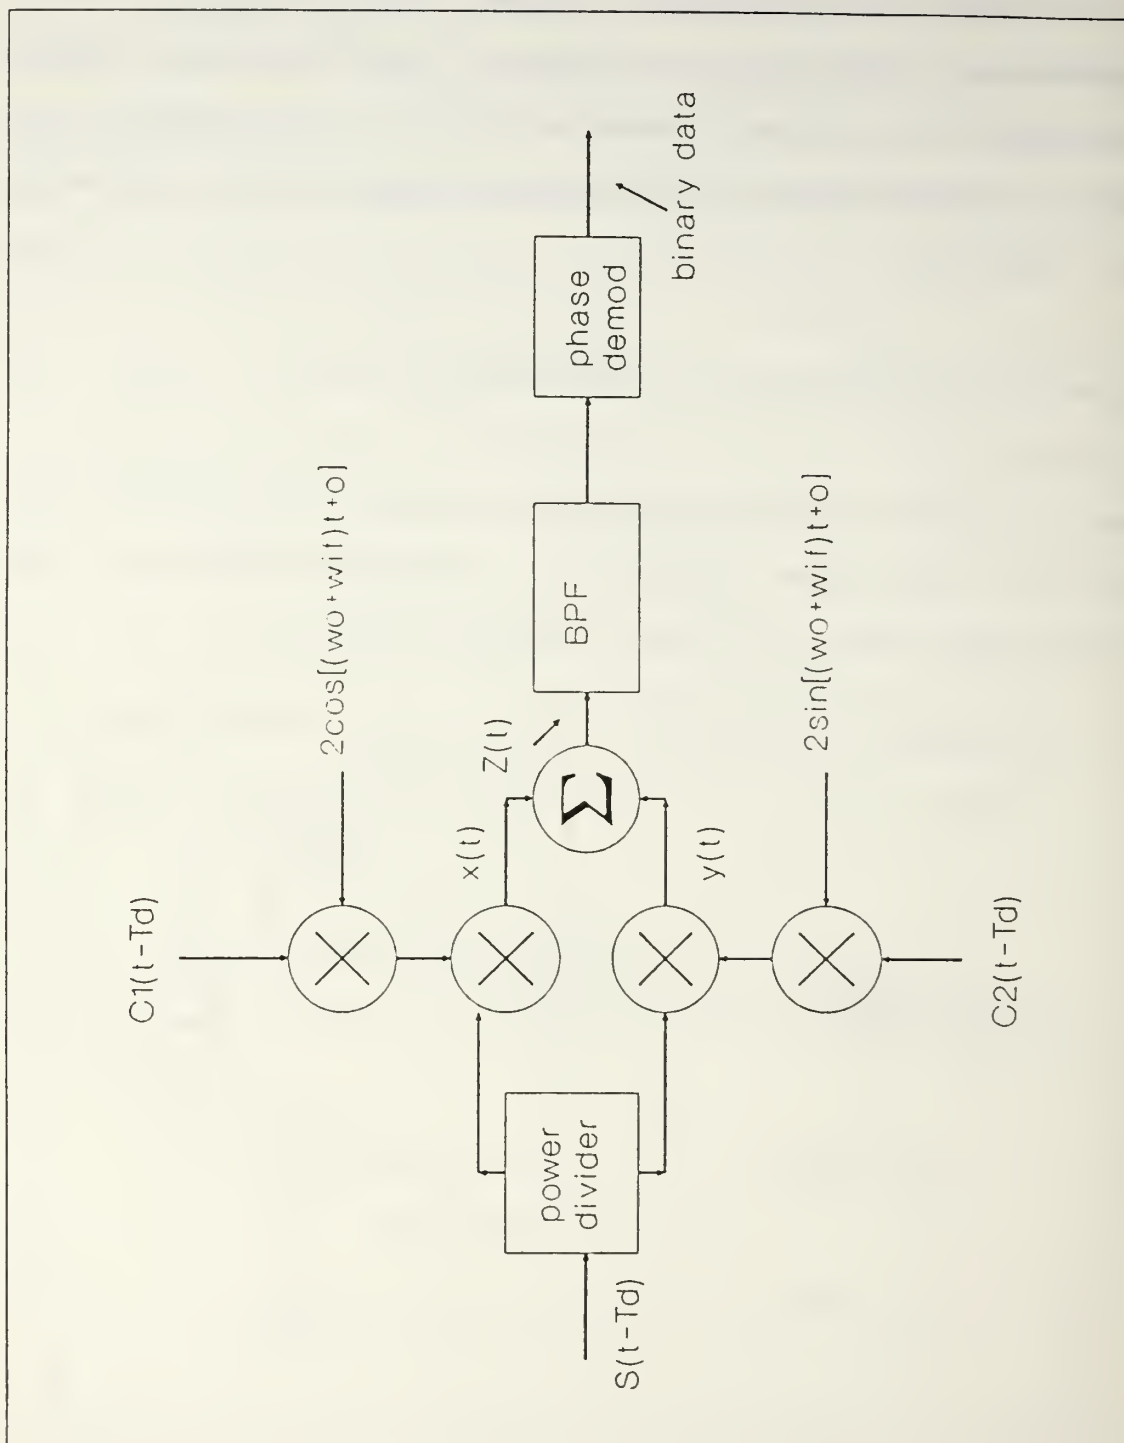 C1(t-Td)
2cos[(wo+wif)t+o]
x(t)
Z(t)
S(t-Td)
power
divider
Σ
BPF
phase
demod
binary data
y(t)
2sin[(wo+wif)t+o]
C2(t-Td)